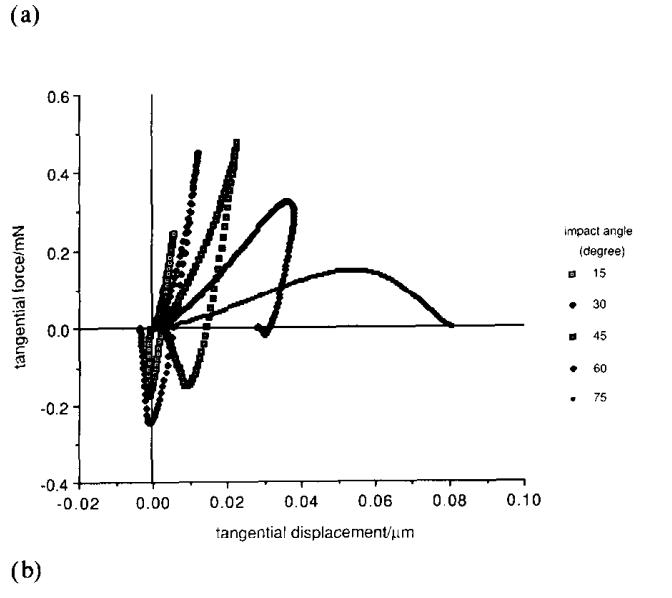 (a)
0.6
0.4
0.2
0.0
-0.2
-0.4
tangential force/mN
-0.02 0.00 0.02 0.04 0.06 0.08 0.10
tangential displacement/μm
impact angle
(degree)
15
30
45
60
75
(b)